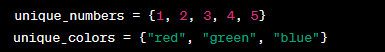 unique_numbers = {1, 2, 3, 4, 5}
unique_colors = {"red", "green", "blue"}